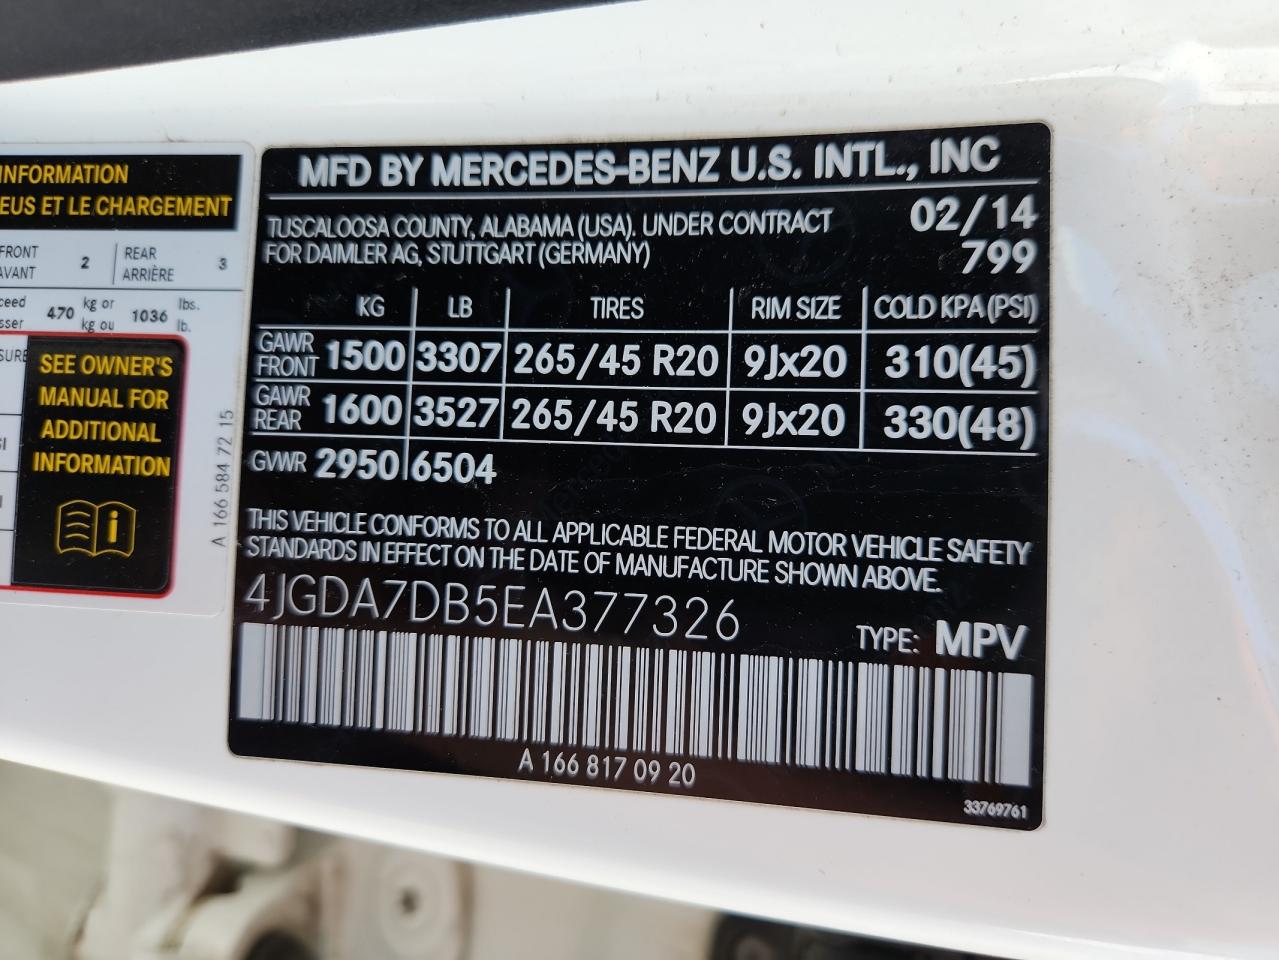 INFORMATION
EUS ET LE CHARGEMENT
FRONT
AVANT
2
REAR
ARRIÈRE
3
470 kg or
kg ou
1036 lbs.
lb.
SEE OWNER'S
MANUAL FOR
ADDITIONAL
INFORMATION
A 166 584 72 15
MFD BY MERCEDES-BENZ U.S. INTL., INC
TUSCALOOSA COUNTY, ALABAMA (USA). UNDER CONTRACT
FOR DAIMLER AG, STUTTGART (GERMANY)
02/14
799
KG LB TIRES RIM SIZE COLD KPA (PSI)
GAWR FRONT 1500 3307 265/45 R20 9Jx20 310(45)
GAWR REAR 1600 3527 265/45 R20 9Jx20 330(48)
GVWR 2950 6504
THIS VEHICLE CONFORMS TO ALL APPLICABLE FEDERAL MOTOR VEHICLE SAFETY
STANDARDS IN EFFECT ON THE DATE OF MANUFACTURE SHOWN ABOVE.
4JGDA7DB5EA377326
TYPE: MPV
A 166 817 09 20
33769761